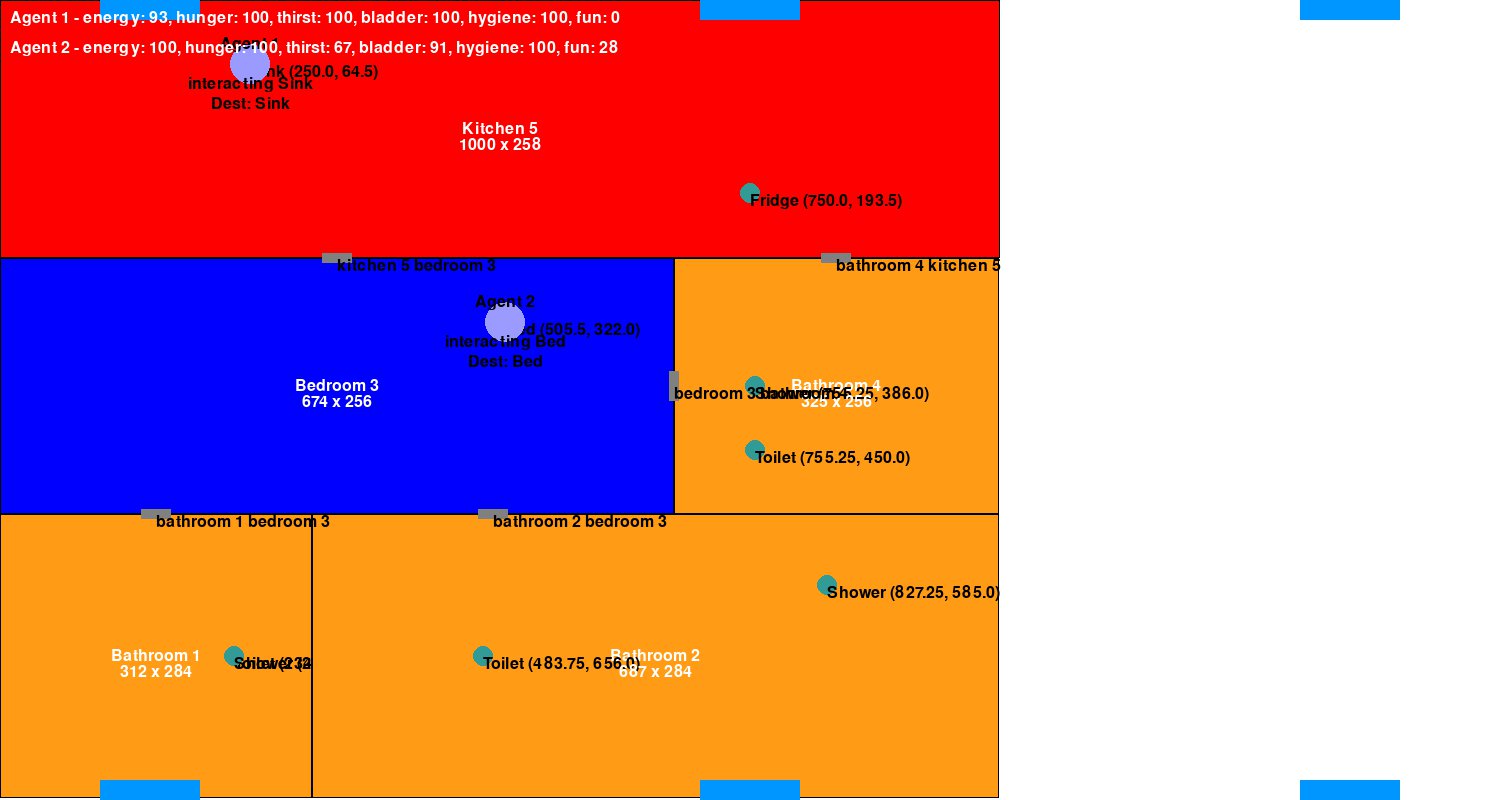 Agent 1 - energy: 93, hunger: 100, thirst: 100, bladder: 100, hygiene: 100, fun: 0
Agent 2 - energy: 100, hunger: 100, thirst: 67, bladder: 91, hygiene: 100, fun: 28
Agent
(250.0, 64.5)
interacting Sink
Dest: Sink
Kitchen 5
1000 x 258
Fridge (750.0, 193.5)
kitchen 5 bedroom 3
bathroom 4 kitchen 5
Agent 2
(505.5, 322.0)
interacting Bed
Dest: Bed
Bedroom 3
674 x 256
Bathroom 4
bedroom 3 bathroom 4
Shower (755.25, 386.0)
325 x 256
Toilet (755.25, 450.0)
bathroom 1 bedroom 3
bathroom 2 bedroom 3
Shower (827.25, 585.0)
Bathroom 1
312 x 284
Toilet (483.75, 656.0)
Bathroom 2
687 x 284